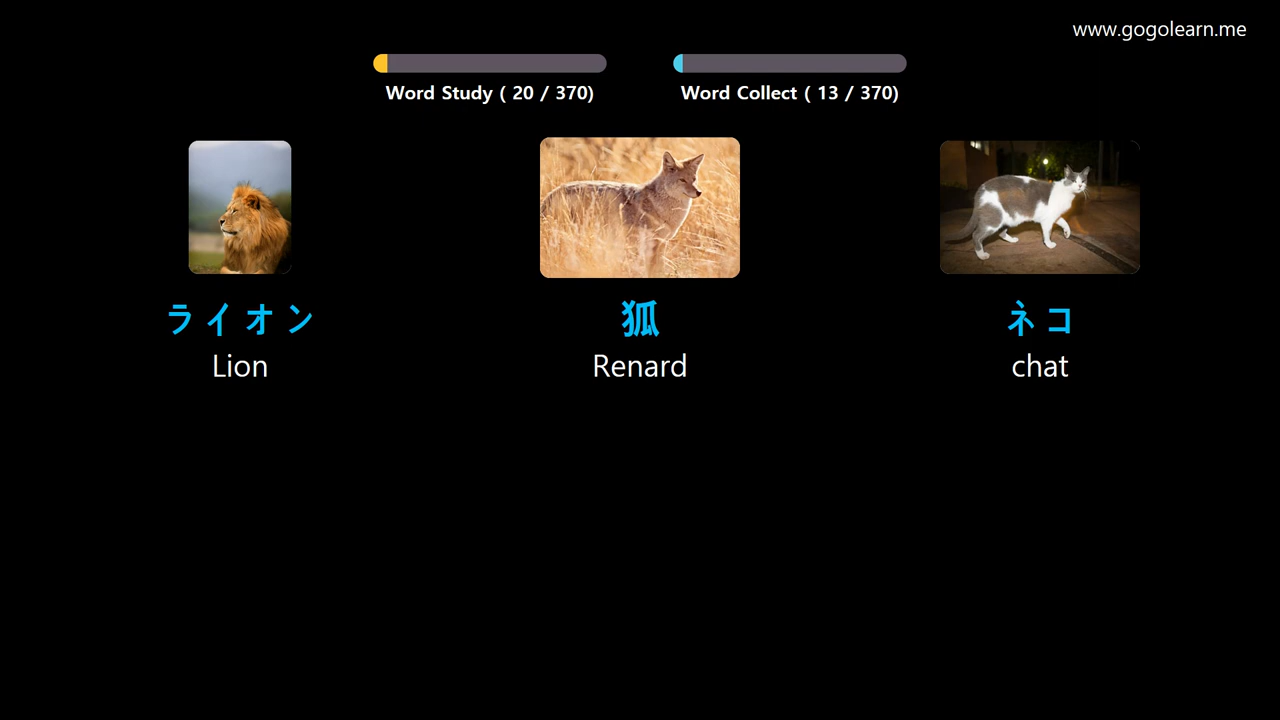 www.gogolearn.me
Word Study ( 20 / 370)
Word Collect ( 13 / 370)
ライオン
Lion
狐
Renard
ネコ
chat